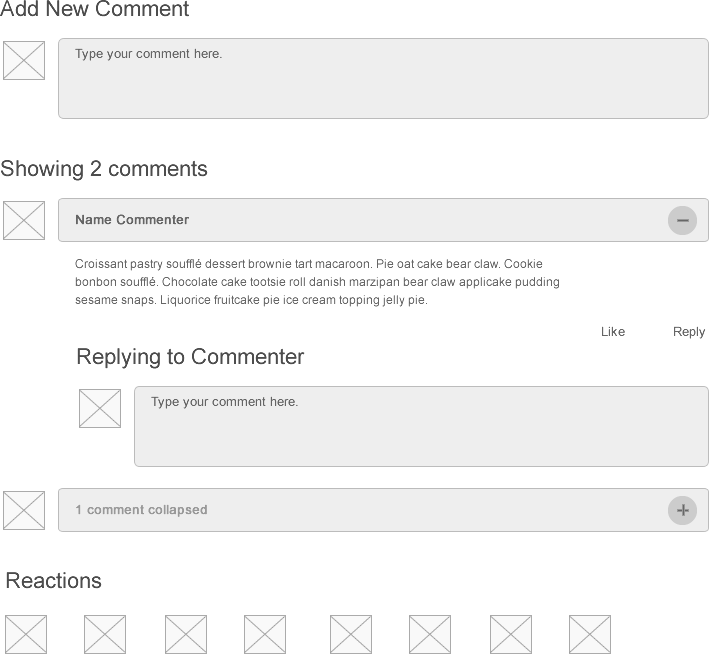 Add New Comment
Type your comment here.
Showing 2 comments
Name Commenter
Croissant pastry soufflé dessert brownie tart macaroon. Pie oat cake bear claw. Cookie
bonbon soufflé. Chocolate cake tootsie roll danish marzipan bear claw applicake pudding
sesame snaps. Liquorice fruitcake pie ice cream topping jelly pie.
Like Reply
Replying to Commenter
Type your comment here.
1 comment collapsed
Reactions